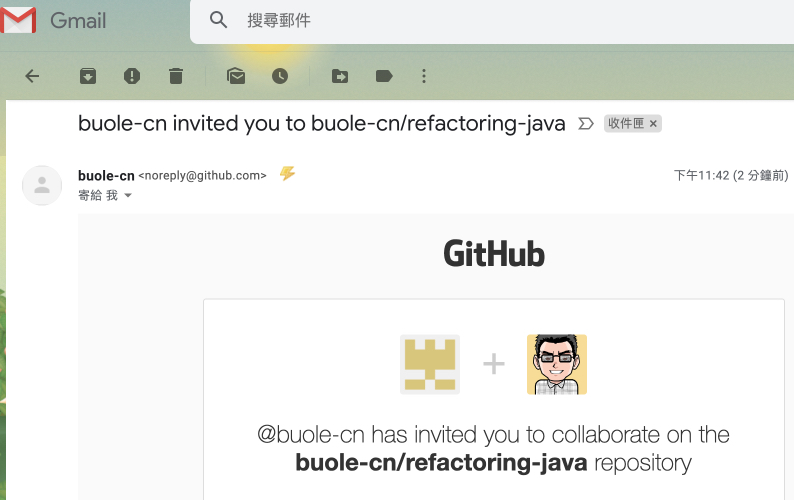 Gmail
搜尋郵件
buole-cn invited you to buole-cn/refactoring-java
收件匣 ×
buole-cn <noreply@github.com>
下午11:42 (2 分鐘前)
寄給 我
GitHub
@buole-cn has invited you to collaborate on the
buole-cn/refactoring-java repository